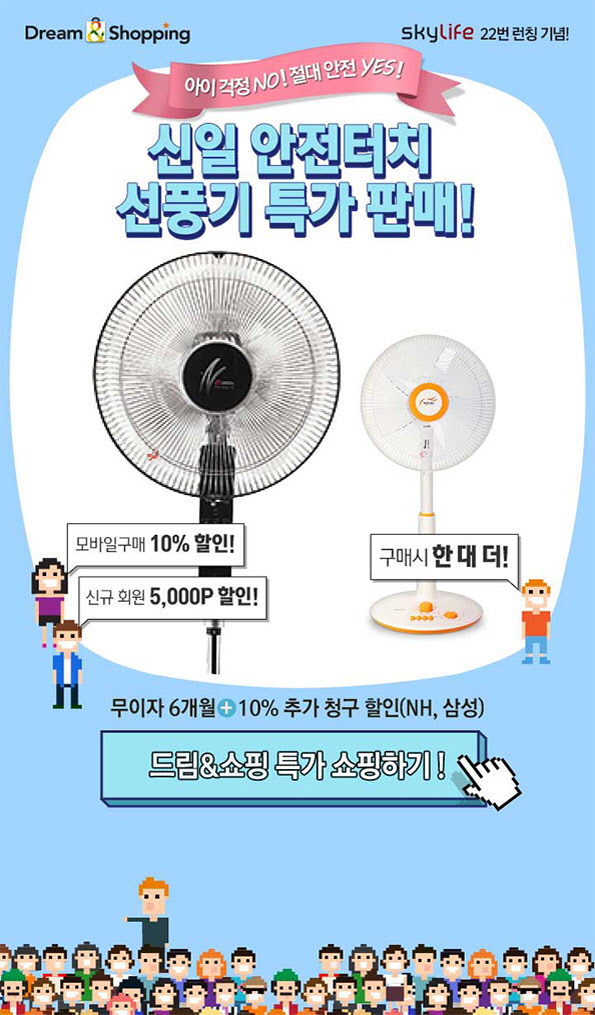 Dream & Shopping
skylife 22번 런칭 기념!
아이 걱정 NO! 절대 안전 YES!
신일 안전터치
선풍기 특가 판매!
모바일구매 10% 할인!
구매시 한 대 더!
신규 회원 5,000P 할인!
무이자 6개월+10% 추가 청구 할인(NH, 삼성)
드림&쇼핑 특가 쇼핑하기!